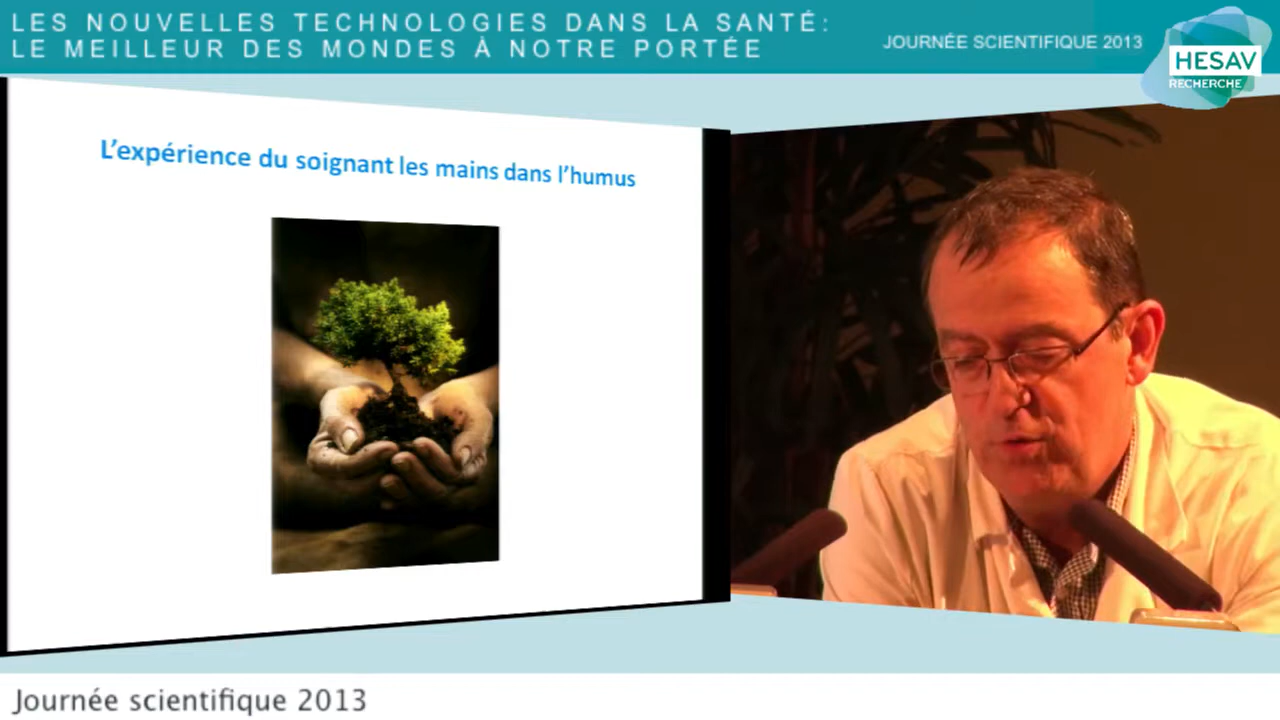 LES NOUVELLES TECHNOLOGIES DANS LA SANTÉ:
LE MEILLEUR DES MONDES À NOTRE PORTÉE
JOURNÉE SCIENTIFIQUE 2013
HESAV
RECHERCHE
L'expérience du soignant les mains dans l'humus
Journée scientifique 2013